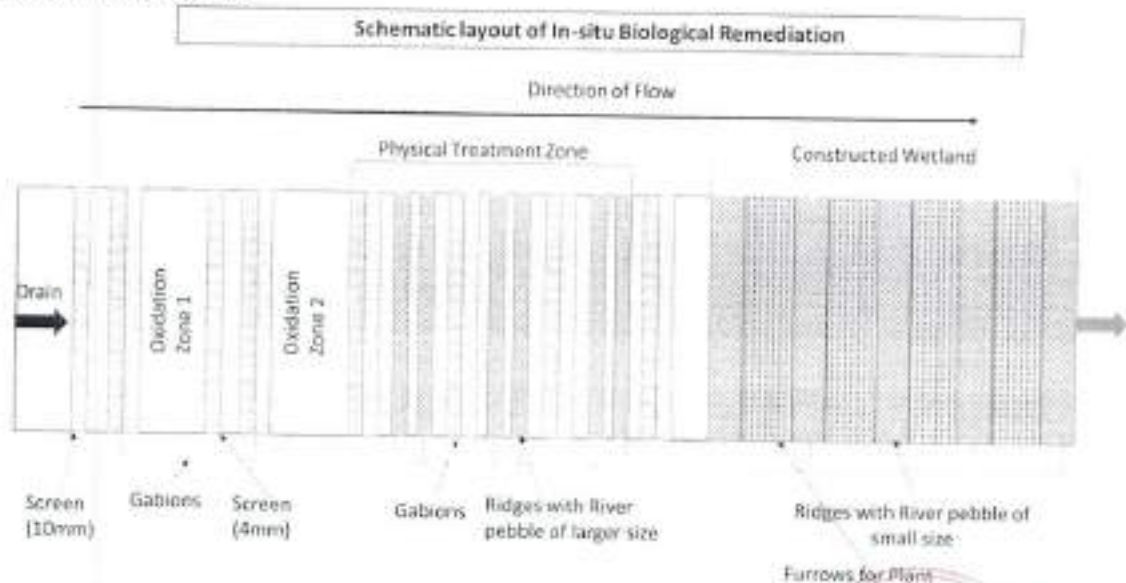 Schematic layout of In-situ Biological Remediation
Direction of Flow
Physical Treatment Zone
Constructed Wetland
Drain
Oxidation
Zone 1
Oxidation
Zone 2
Screen
(10mm)
Gabions
Screen
(4mm)
Gabions
Ridges with River
pebble of larger size
Ridges with River pebble of
small size
Furrows for Plant